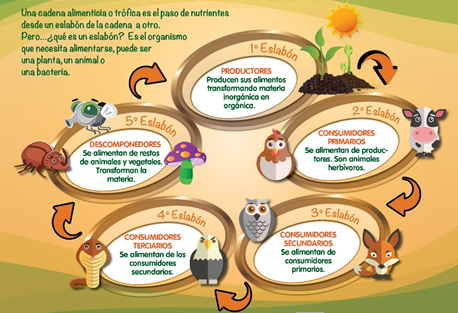 Una cadena alimenticia o trófica es el paso de nutrientes
desde un eslabón de la cadena a otro.
Pero...¿qué es un eslabón? Es el organismo
que necesita alimentarse, puede ser
una planta, un animal o
una bacteria.
1º Eslabón
PRODUCTORES
Producen sus alimentos
transformando materia
inorgánica en
orgánica.
2º Eslabón
CONSUMIDORES
PRIMARIOS
Se alimentan de produc-
tores. Son animales
herbívoros.
3º Eslabón
CONSUMIDORES
SECUNDARIOS
Se alimentan de
consumidores
primarios.
4º Eslabón
CONSUMIDORES
TERCIARIOS
Se alimentan de los
consumidores
secundarios.
5º Eslabón
DESCOMPONEDORES
Se alimentan de restos
de animales y vegetales.
Transforman la
materia.